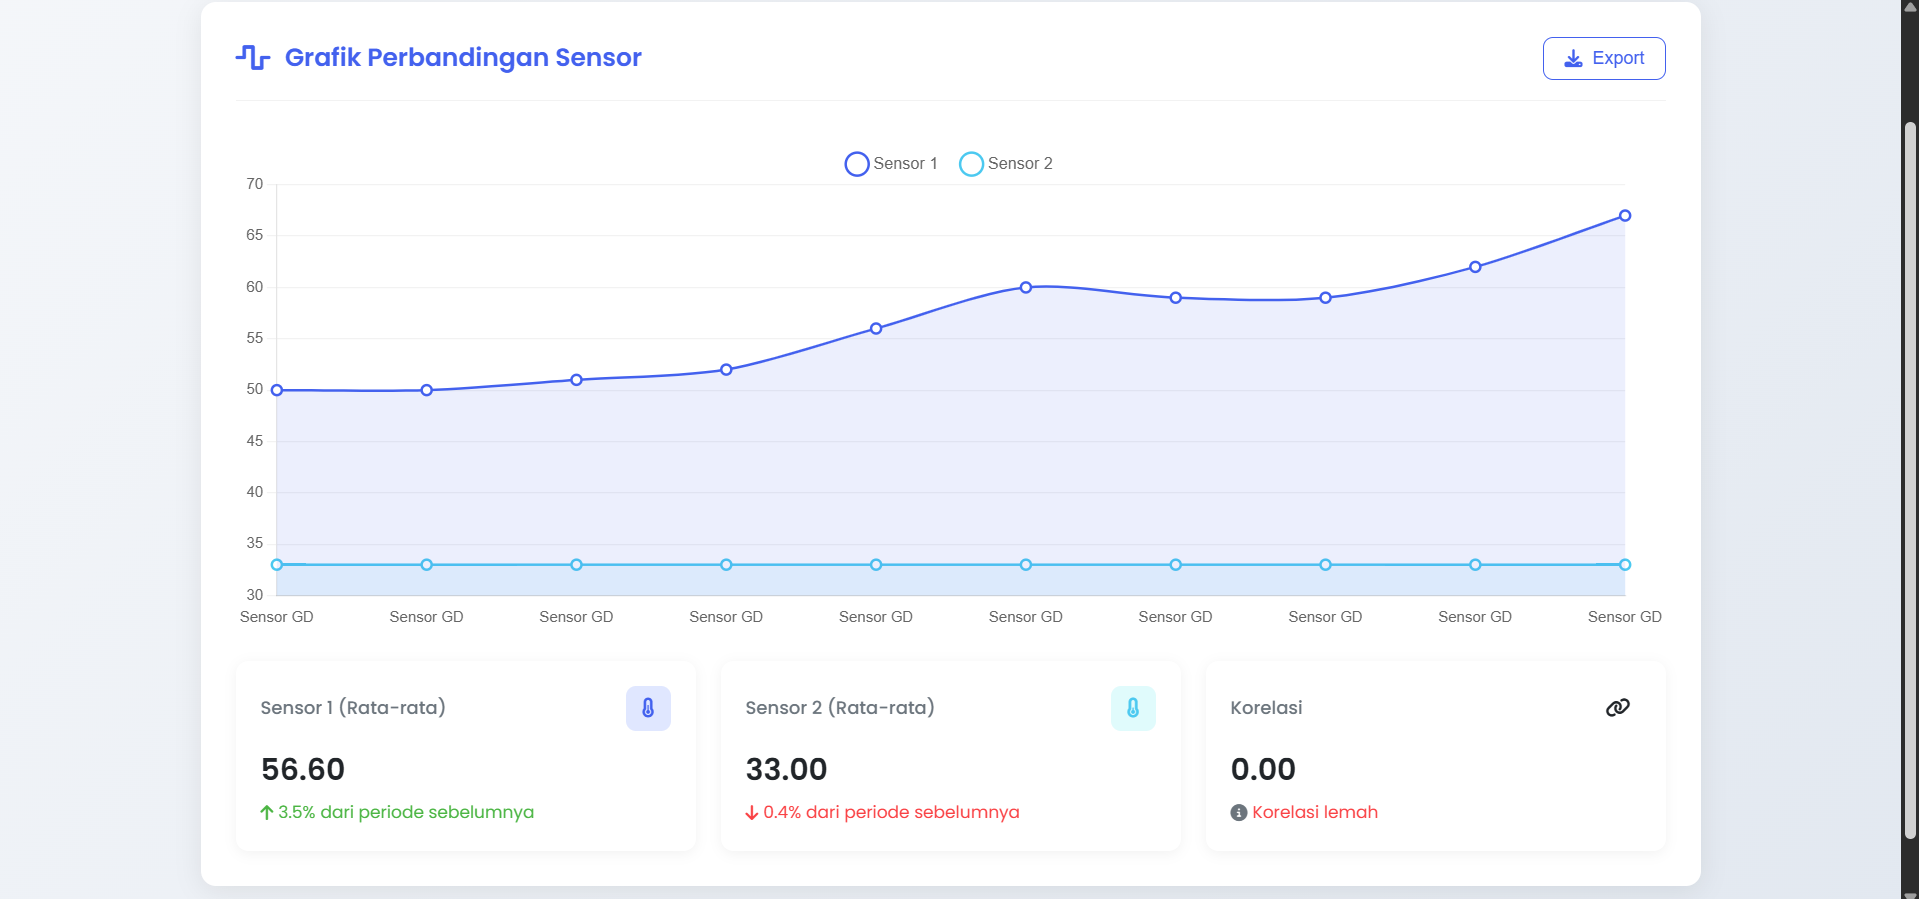 Grafik Perbandingan Sensor
Export
Sensor 1 Sensor 2
70
65
60
55
50
45
40
35
30
Sensor GD Sensor GD Sensor GD Sensor GD Sensor GD Sensor GD Sensor GD Sensor GD Sensor GD Sensor GD
Sensor 1 (Rata-rata)
56.60
3.5% dari periode sebelumnya
Sensor 2 (Rata-rata)
33.00
0.4% dari periode sebelumnya
Korelasi
0.00
Korelasi lemah